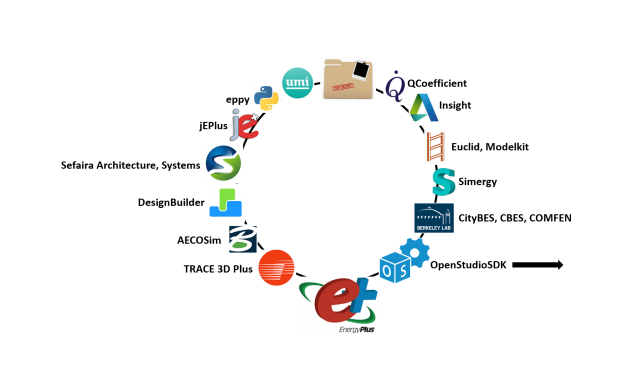 umi
TOP SECRET
Q̇
QCoefficient
Insight
eppy
jEPlus
je+
Euclid, Modelkit
Sefaira Architecture, Systems
S
Simergy
DesignBuilder
BERKELEY LAB
CityBES, CBES, COMFEN
AECOSim
B
TRACE 3D Plus
OS
OpenStudioSDK
e+
EnergyPlus